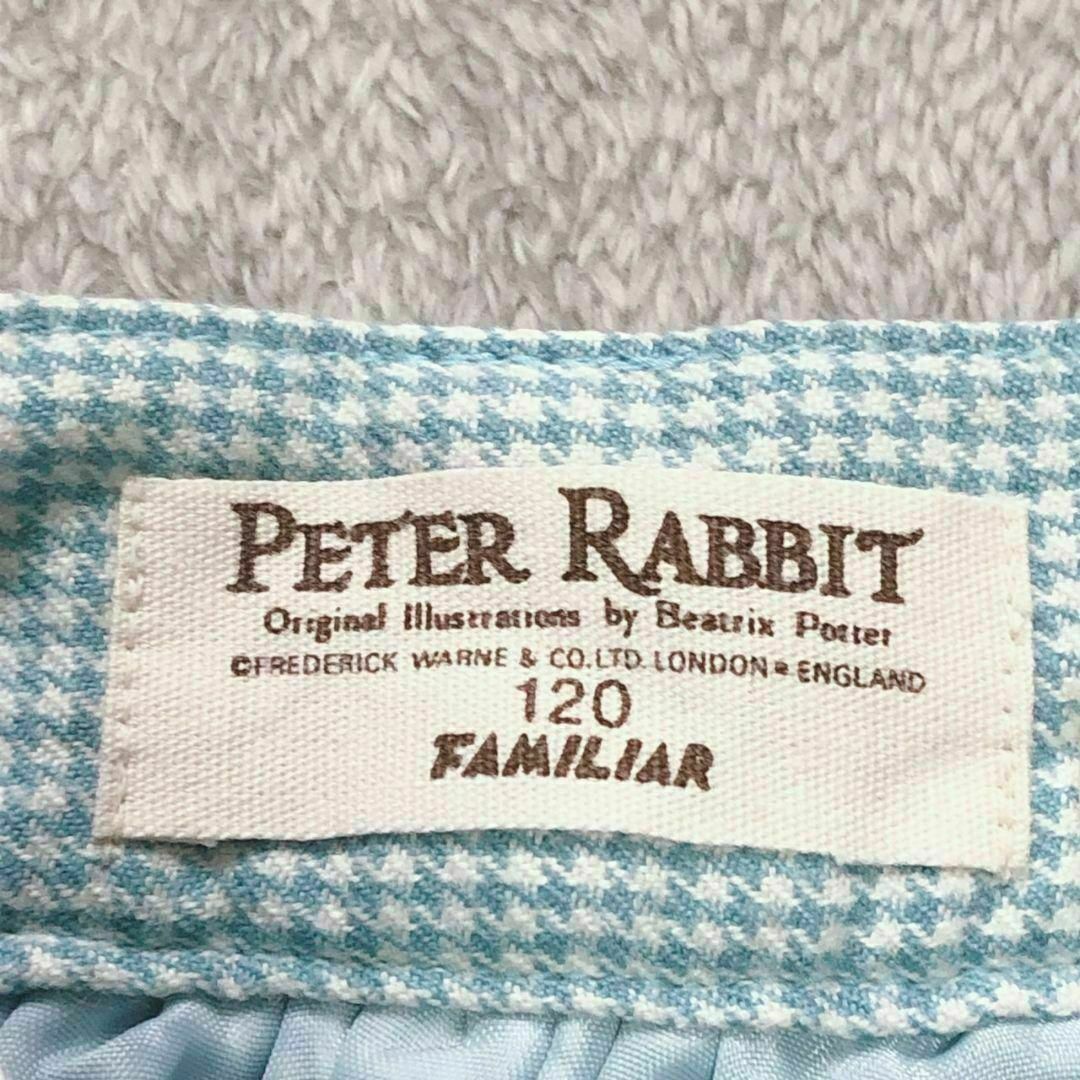 PETER RABBIT
Original Illustrations by Beatrix Potter
©FREDERICK WARNE & CO.LTD. LONDON • ENGLAND
120
FAMILIAR